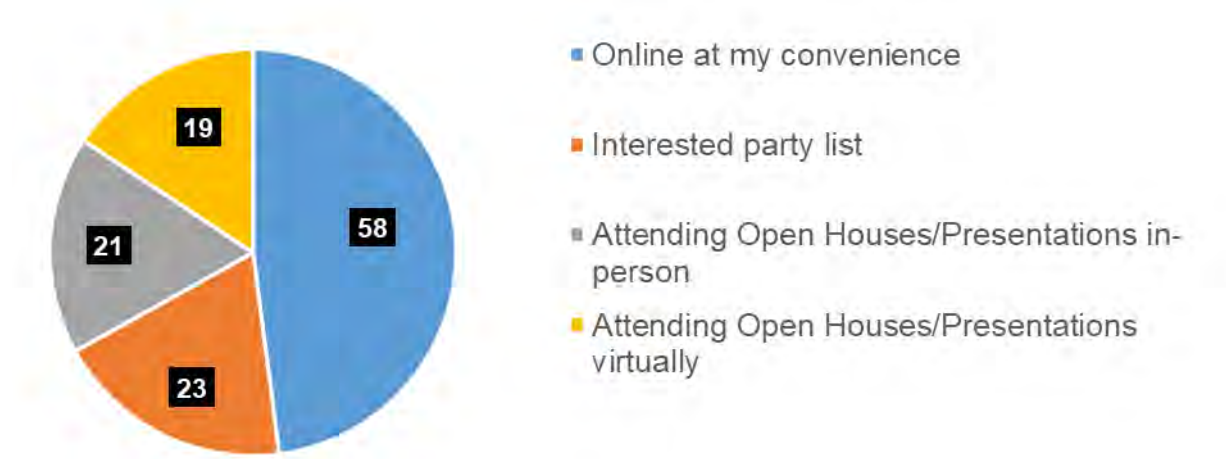 58
23
21
19
Online at my convenience
Interested party list
Attending Open Houses/Presentations in-
person
Attending Open Houses/Presentations
virtually